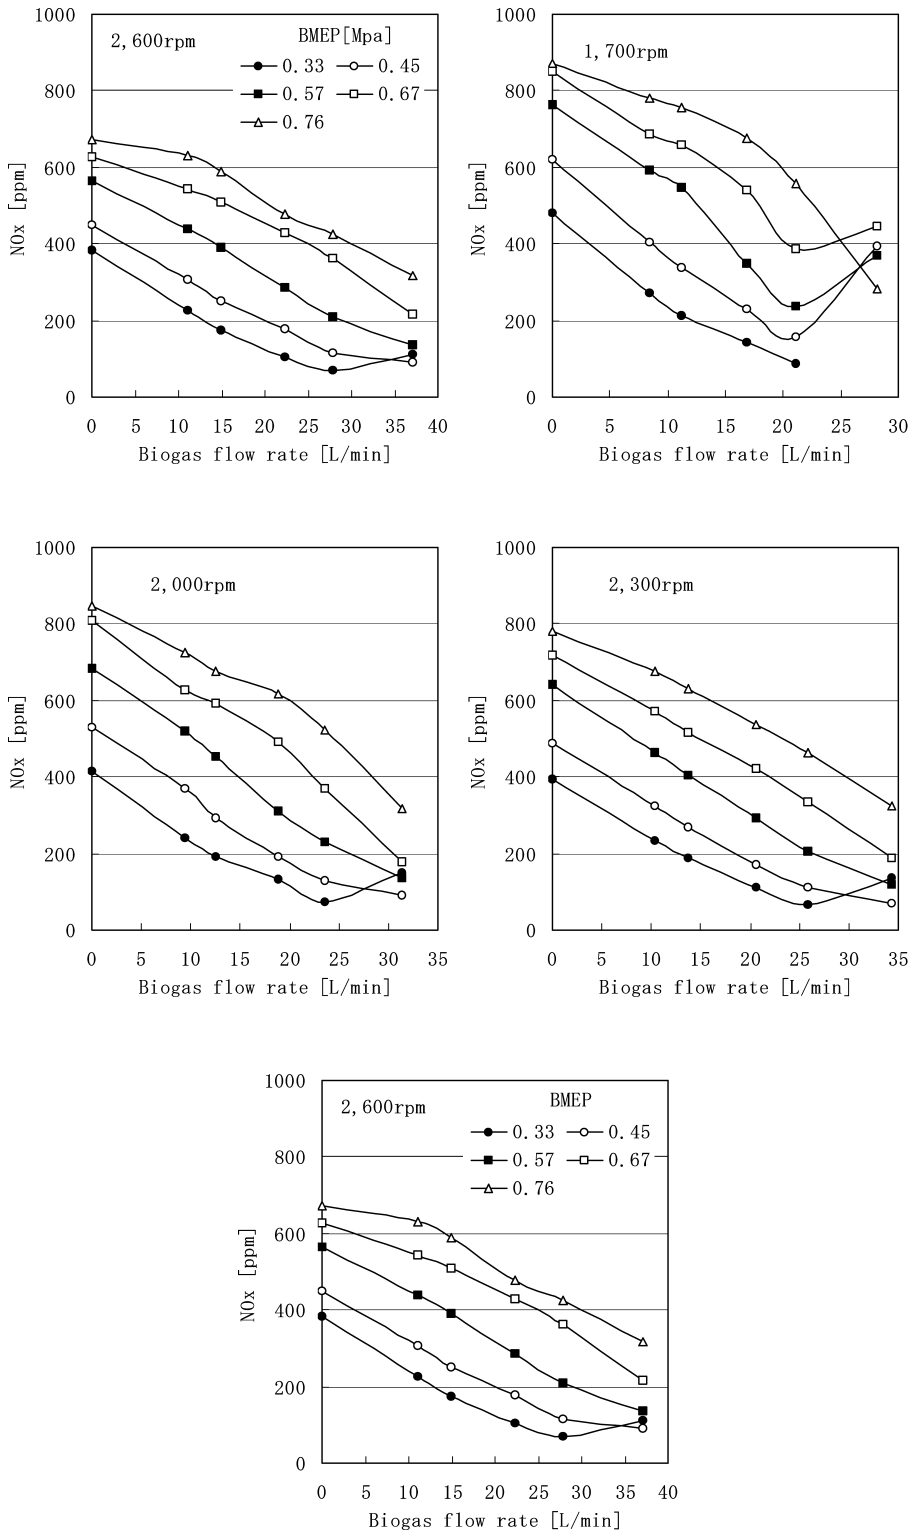 2,600rpm
BMEP[Mpa]
0.33 0.45
0.57 0.67
0.76
1000
800
600
400
200
0
NOx [ppm]
0 5 10 15 20 25 30 35 40
Biogas flow rate [L/min]
1,700rpm
1000
800
600
400
200
0
NOx [ppm]
0 5 10 15 20 25 30
Biogas flow rate [L/min]
2,000rpm
1000
800
600
400
200
0
NOx [ppm]
0 5 10 15 20 25 30 35
Biogas flow rate [L/min]
2,300rpm
1000
800
600
400
200
0
NOx [ppm]
0 5 10 15 20 25 30 35
Biogas flow rate [L/min]
2,600rpm
BMEP
0.33 0.45
0.57 0.67
0.76
1000
800
600
400
200
0
NOx [ppm]
0 5 10 15 20 25 30 35 40
Biogas flow rate [L/min]